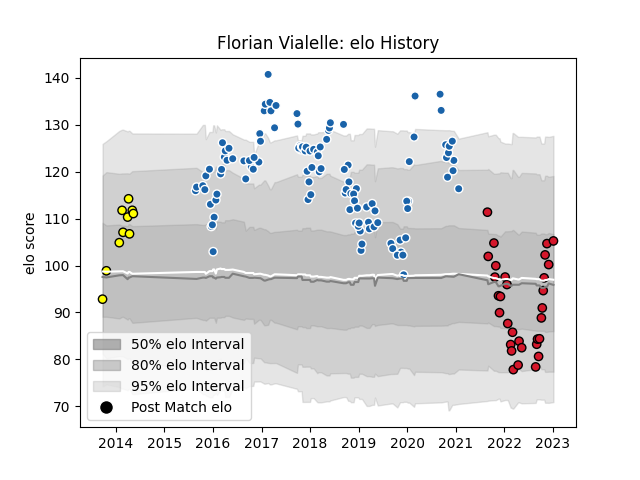 Florian Vialelle: elo History
elo score
140
130
120
110
100
90
80
70
50% elo Interval
80% elo Interval
95% elo Interval
Post Match elo
2014 2015 2016 2017 2018 2019 2020 2021 2022 2023